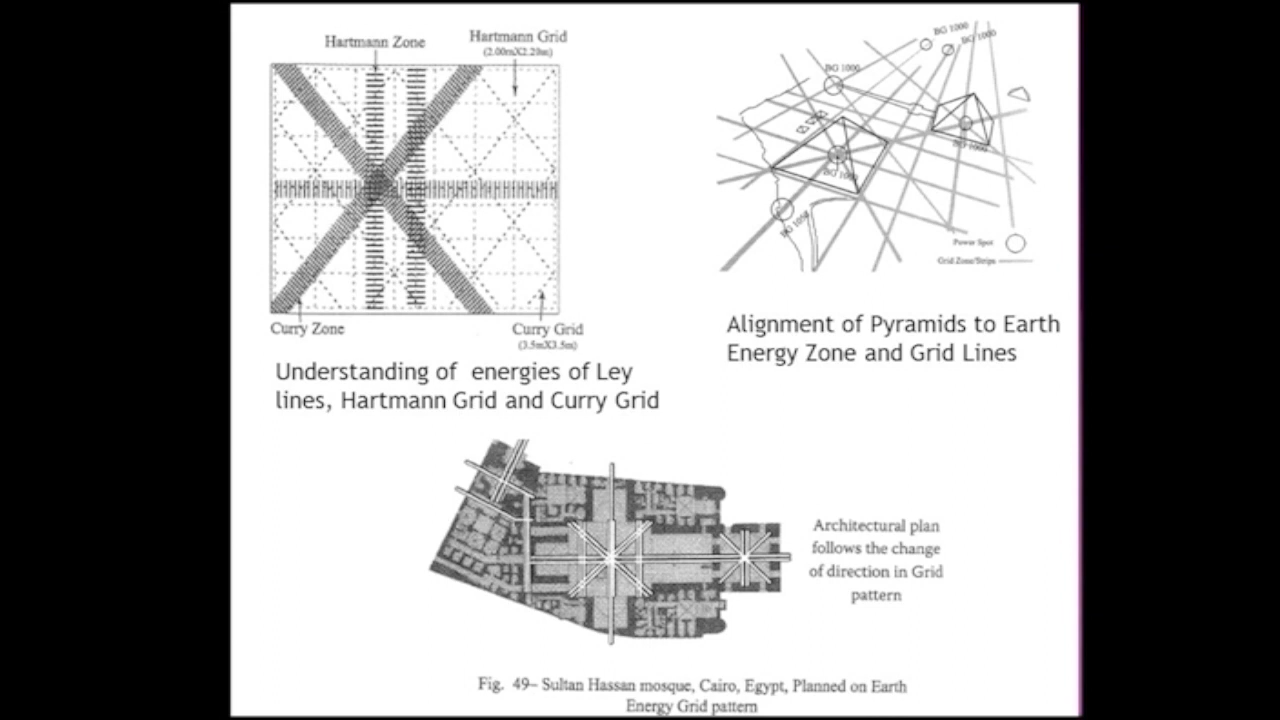 Hartmann Zone
Hartmann Grid
(2.00mX2.20m)
Curry Zone
Curry Grid
(3.5mX3.5m)
Understanding of energies of Ley
lines, Hartmann Grid and Curry Grid
BG 1000
BG 1000
BG 1000
BG 1000
BG 1000
BG 1000
Power Spot
Grid Zone/Strips
Alignment of Pyramids to Earth
Energy Zone and Grid Lines
Architectural plan
follows the change
of direction in Grid
pattern
Fig. 49– Sultan Hassan mosque, Cairo, Egypt, Planned on Earth
Energy Grid pattern